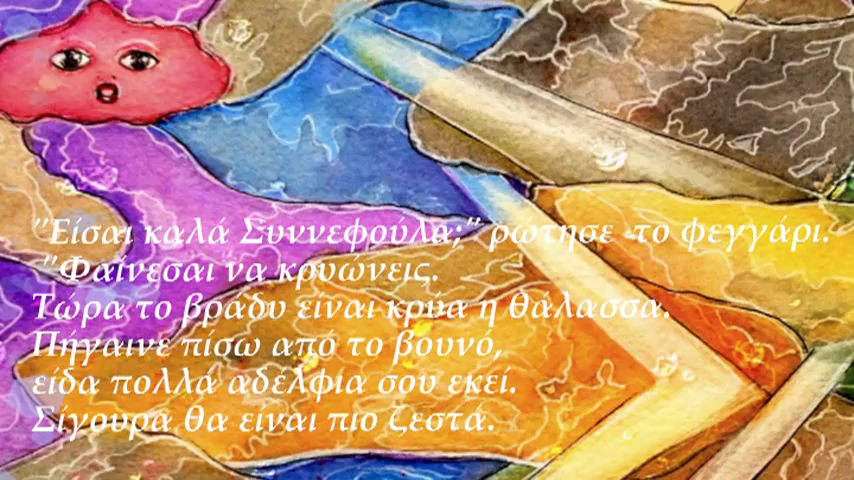 "Είσαι καλά Συννεφούλα;" ρώτησε το φεγγάρι.
"Φαίνεσαι να κρυώνεις.
Τώρα το βράδυ είναι κρύα η θάλασσα.
Πήγαινε πίσω από το βουνό,
είδα πολλά αδέλφια σου εκεί.
Σίγουρα θα είναι πιο ζεστά.